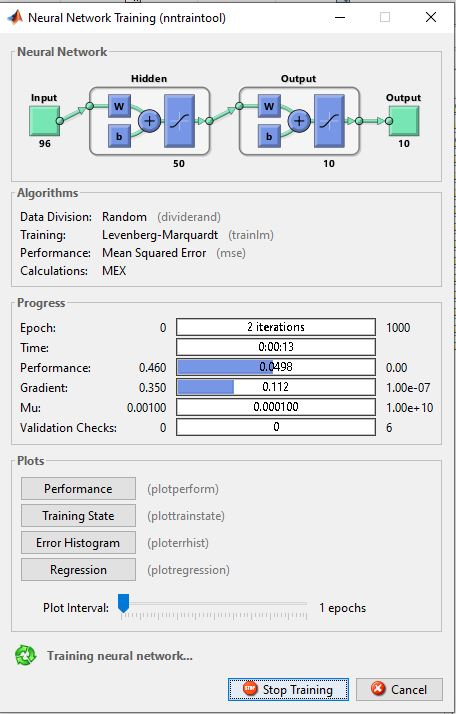 Neural Network Training (nntraintool)
Neural Network
Hidden Output
Input Output
W W
b b
+ +
96 10
50 10
Algorithms
Data Division: Random (dividerand)
Training: Levenberg-Marquardt (trainlm)
Performance: Mean Squared Error (mse)
Calculations: MEX
Progress
Epoch: 0 2 iterations 1000
Time: 0:00:13
Performance: 0.460 0.0498 0.00
Gradient: 0.350 0.112 1.00e-07
Mu: 0.00100 0.000100 1.00e+10
Validation Checks: 0 0 6
Plots
Performance (plotperform)
Training State (plottrainstate)
Error Histogram (ploterrhist)
Regression (plotregression)
Plot Interval: 1 epochs
Training neural network...
STOP Stop Training Cancel